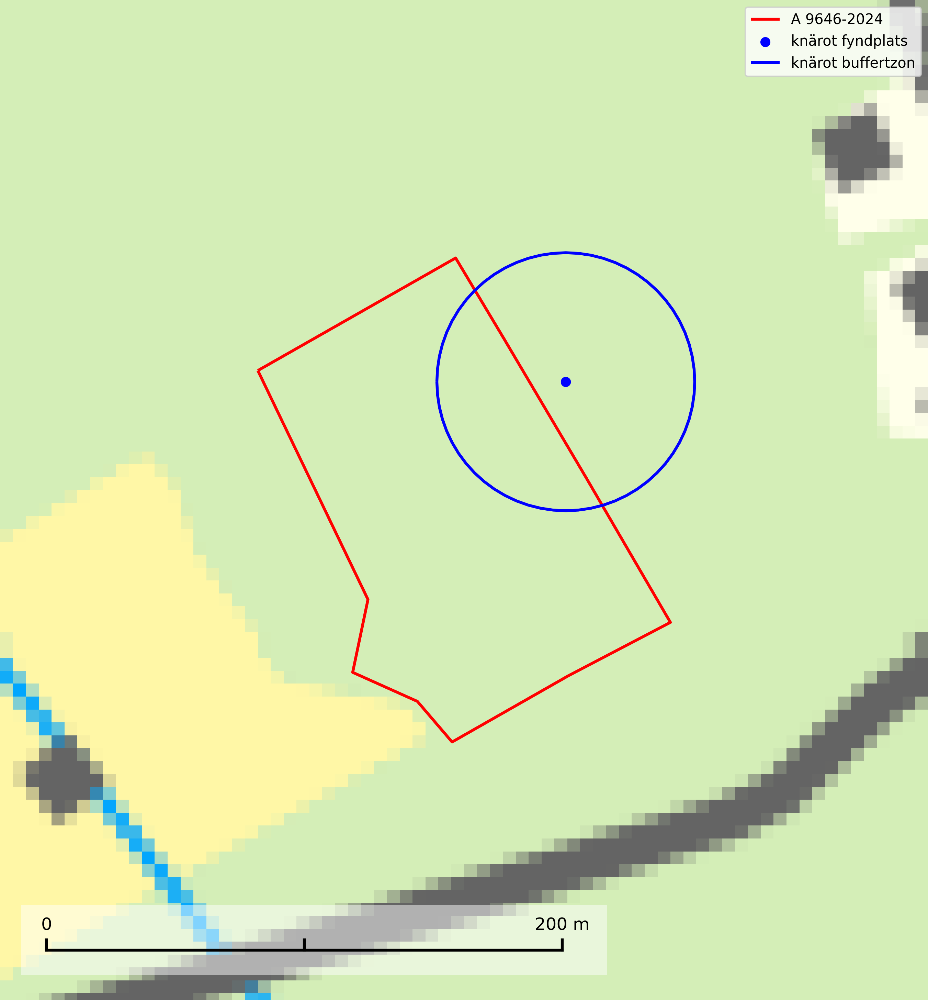 A 9646-2024
knärot fyndplats
knärot buffertzon
0
200 m